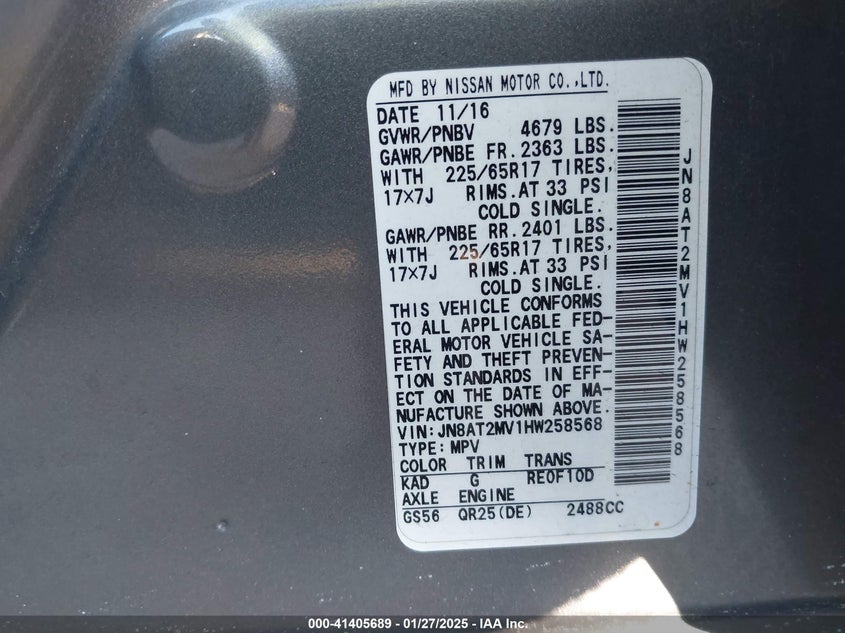 MFD BY NISSAN MOTOR CO.,LTD.
DATE 11/16
GVWR/PNBV 4679 LBS.
GAWR/PNBE FR. 2363 LBS.
WITH 225/65R17 TIRES,
17×7J RIMS.AT 33 PSI
COLD SINGLE.
GAWR/PNBE RR. 2401 LBS.
WITH 225/65R17 TIRES,
17×7J RIMS.AT 33 PSI
COLD SINGLE.
THIS VEHICLE CONFORMS
TO ALL APPLICABLE FED-
ERAL MOTOR VEHICLE SA-
FETY AND THEFT PREVEN-
TION STANDARDS IN EFF-
ECT ON THE DATE OF MA-
NUFACTURE SHOWN ABOVE.
VIN:JN8AT2MV1HW258568
TYPE:MPV
COLOR TRIM TRANS
KAD G RE0F10D
AXLE ENGINE
GS56 QR25(DE) 2488CC
JN8AT2MV1HW258568
000-41405689 - 01/27/2025 - IAA Inc.